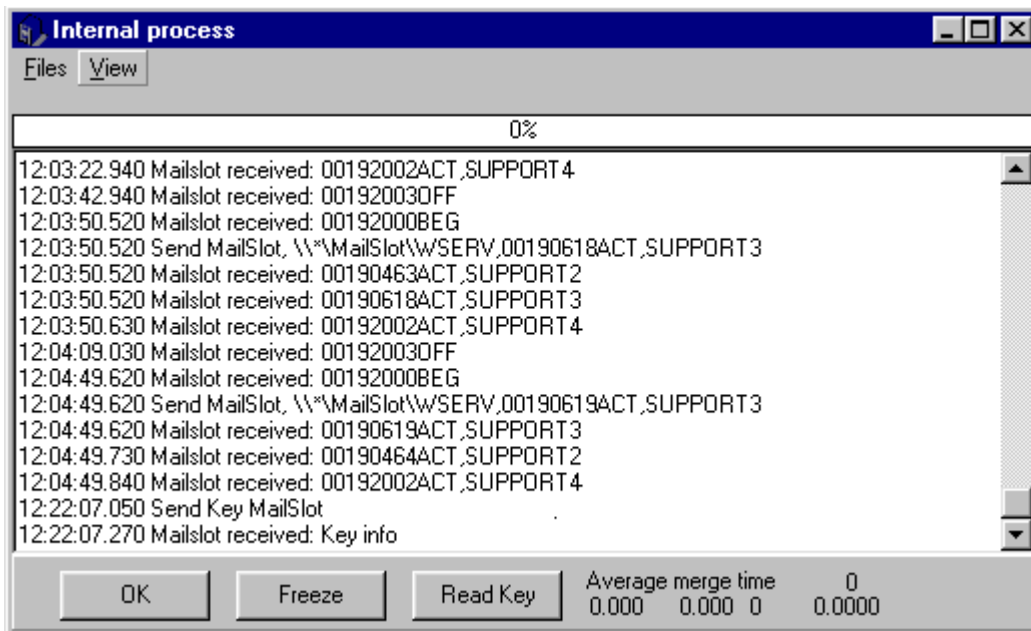 Internal process
Files View
0%
12:03:22.940 Mailslot received: 00192002ACT,SUPPORT4
12:03:42.940 Mailslot received: 00192003OFF
12:03:50.520 Mailslot received: 00192000BEG
12:03:50.520 Send MailSlot, \\*\MailSlot\WSERV,00190618ACT,SUPPORT3
12:03:50.520 Mailslot received: 00190463ACT,SUPPORT2
12:03:50.520 Mailslot received: 00190618ACT,SUPPORT3
12:03:50.630 Mailslot received: 00192002ACT,SUPPORT4
12:04:09.030 Mailslot received: 00192003OFF
12:04:49.620 Mailslot received: 00192000BEG
12:04:49.620 Send MailSlot, \\*\MailSlot\WSERV,00190619ACT,SUPPORT3
12:04:49.620 Mailslot received: 00190619ACT,SUPPORT3
12:04:49.730 Mailslot received: 00190464ACT,SUPPORT2
12:04:49.840 Mailslot received: 00192002ACT,SUPPORT4
12:22:07.050 Send Key MailSlot
12:22:07.270 Mailslot received: Key info
OK Freeze Read Key Average merge time 0
0.000 0.000 0 0.0000